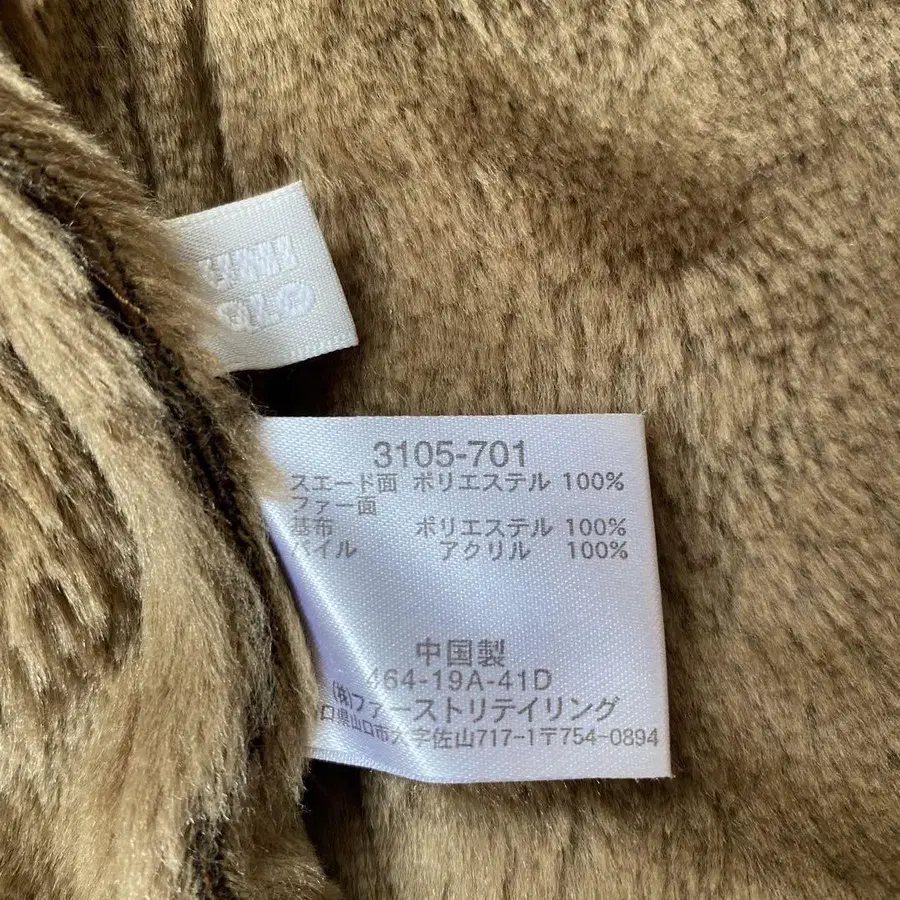 3105-701
スエード面 ポリエステル 100%
ファー面
基布 ポリエステル 100%
パイル アクリル 100%
中国製
464-19A-41D
(株)ファーストリテイリング
口県山口市大字佐山717-1〒754-0894